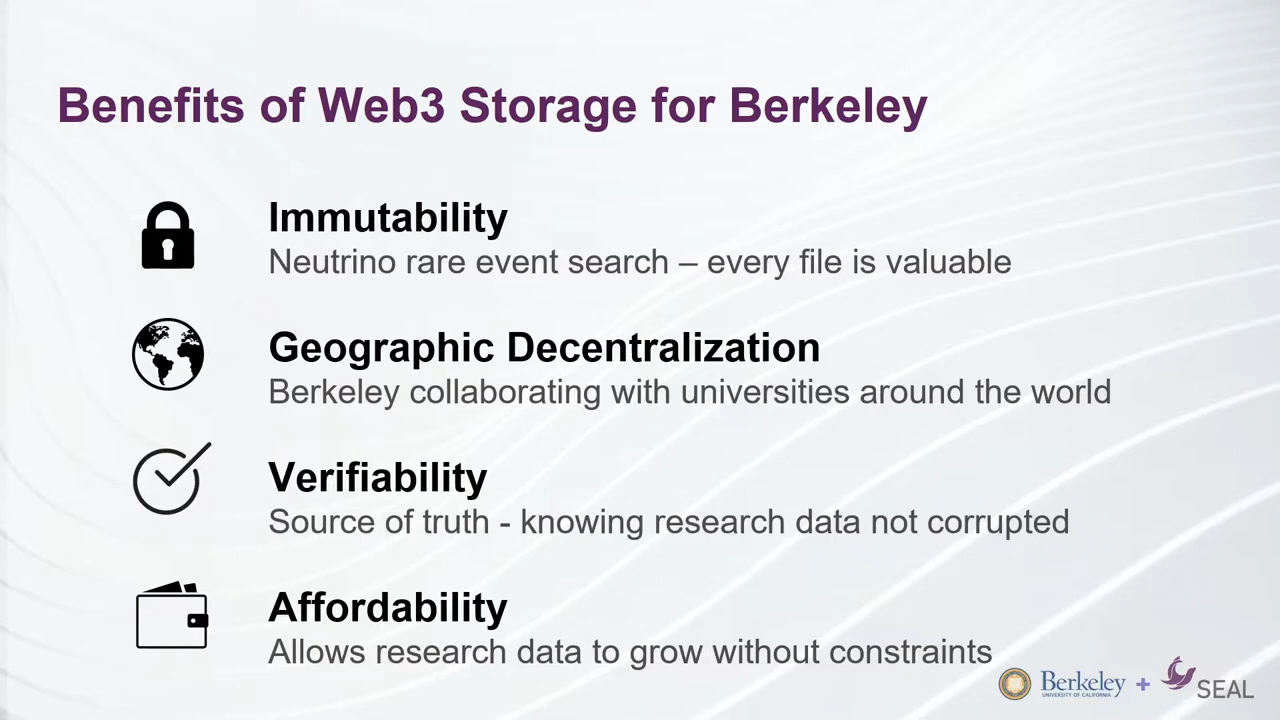 Benefits of Web3 Storage for Berkeley
Immutability
Neutrino rare event search – every file is valuable
Geographic Decentralization
Berkeley collaborating with universities around the world
Verifiability
Source of truth - knowing research data not corrupted
Affordability
Allows research data to grow without constraints
Berkeley
UNIVERSITY OF CALIFORNIA
+
SEAL